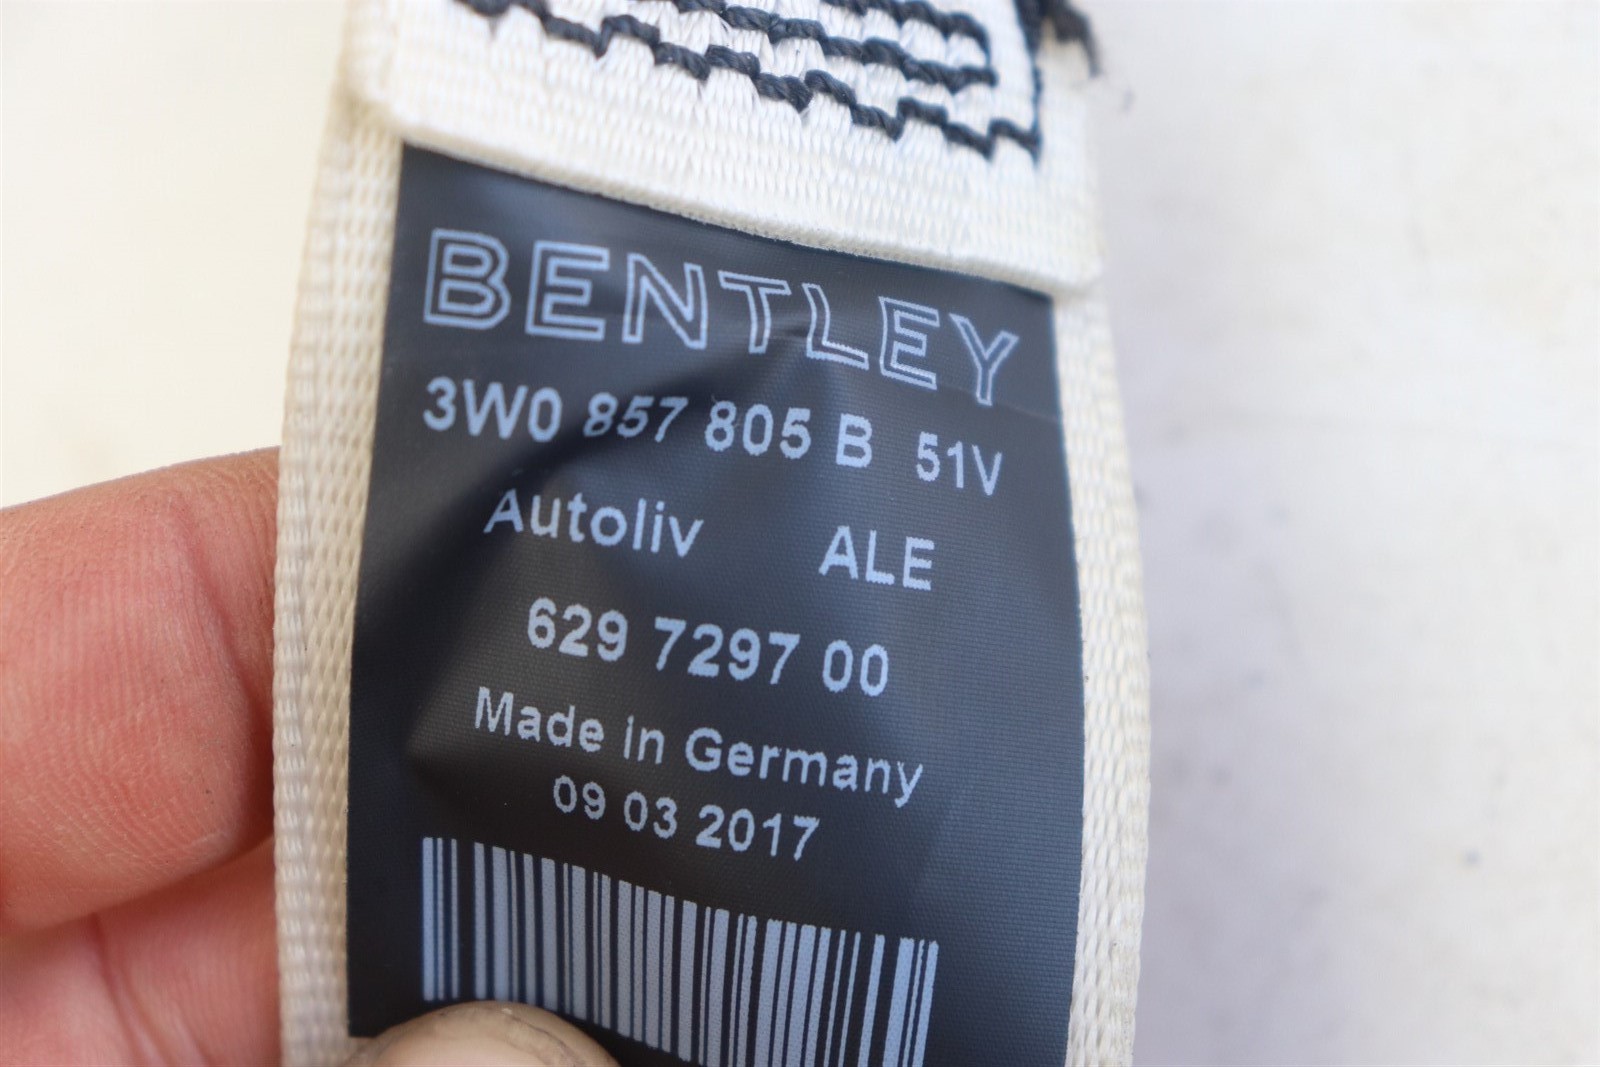 BENTLEY
3W0 857 805 B 51V
Autoliv ALE
629 7297 00
Made in Germany
09 03 2017